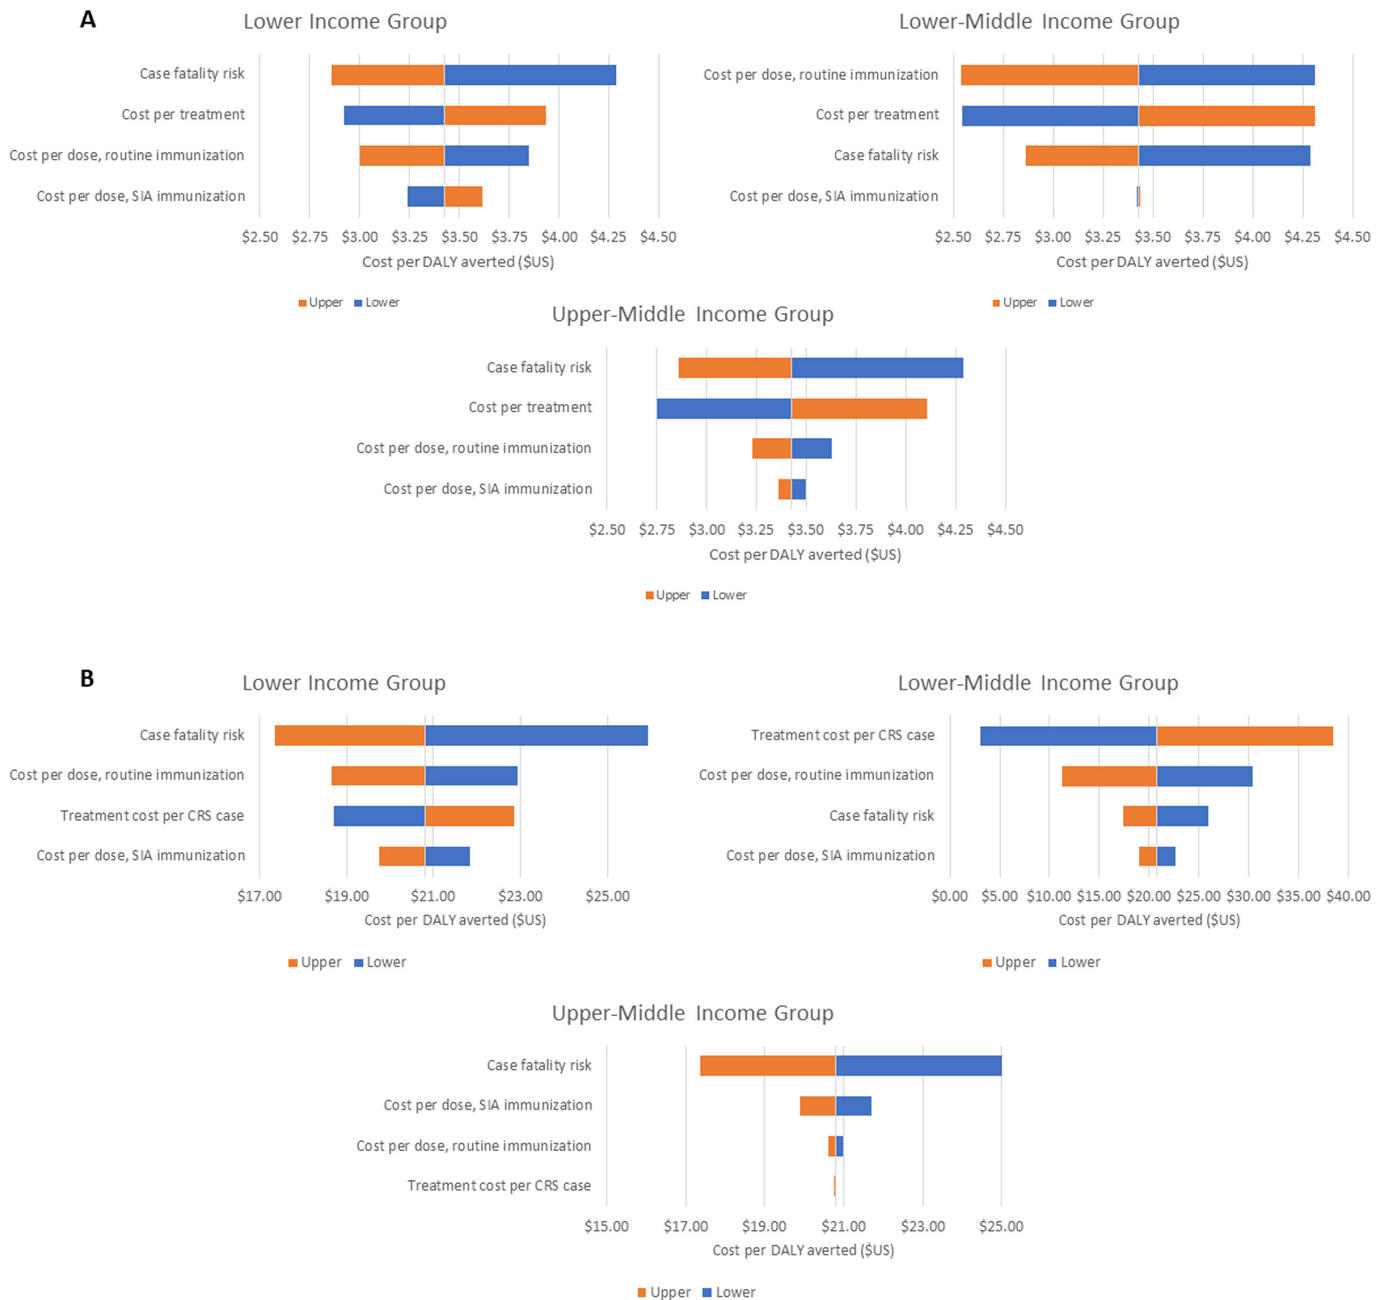 A
Lower Income Group
Case fatality risk
Cost per treatment
Cost per dose, routine immunization
Cost per dose, SIA immunization
$2.50 $2.75 $3.00 $3.25 $3.50 $3.75 $4.00 $4.25 $4.50
Cost per DALY averted ($US)
Upper Lower
Lower-Middle Income Group
Cost per dose, routine immunization
Cost per treatment
Case fatality risk
Cost per dose, SIA immunization
$2.50 $2.75 $3.00 $3.25 $3.50 $3.75 $4.00 $4.25 $4.50
Cost per DALY averted ($US)
Upper Lower
Upper-Middle Income Group
Case fatality risk
Cost per treatment
Cost per dose, routine immunization
Cost per dose, SIA immunization
$2.50 $2.75 $3.00 $3.25 $3.50 $3.75 $4.00 $4.25 $4.50
Cost per DALY averted ($US)
Upper Lower
B
Lower Income Group
Case fatality risk
Cost per dose, routine immunization
Treatment cost per CRS case
Cost per dose, SIA immunization
$17.00 $19.00 $21.00 $23.00 $25.00
Cost per DALY averted ($US)
Upper Lower
Lower-Middle Income Group
Treatment cost per CRS case
Cost per dose, routine immunization
Case fatality risk
Cost per dose, SIA immunization
$0.00 $5.00 $10.00 $15.00 $20.00 $25.00 $30.00 $35.00 $40.00
Cost per DALY averted ($US)
Upper Lower
Upper-Middle Income Group
Case fatality risk
Cost per dose, SIA immunization
Cost per dose, routine immunization
Treatment cost per CRS case
$15.00 $17.00 $19.00 $21.00 $23.00 $25.00
Cost per DALY averted ($US)
Upper Lower